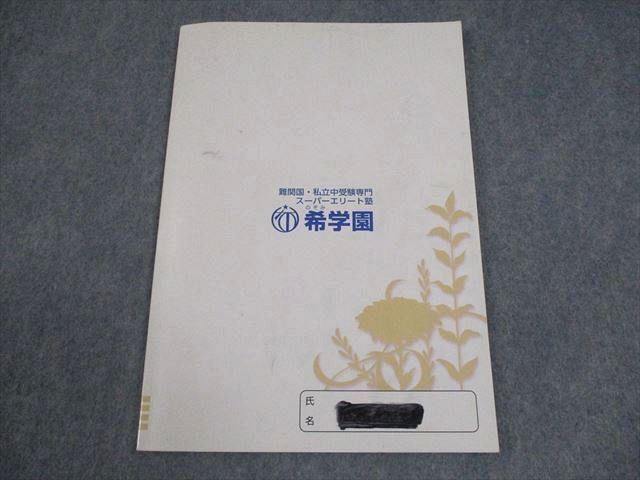 難関国・私立中受験専門
スーパーエリート塾
のぞみ
希学園
氏
名